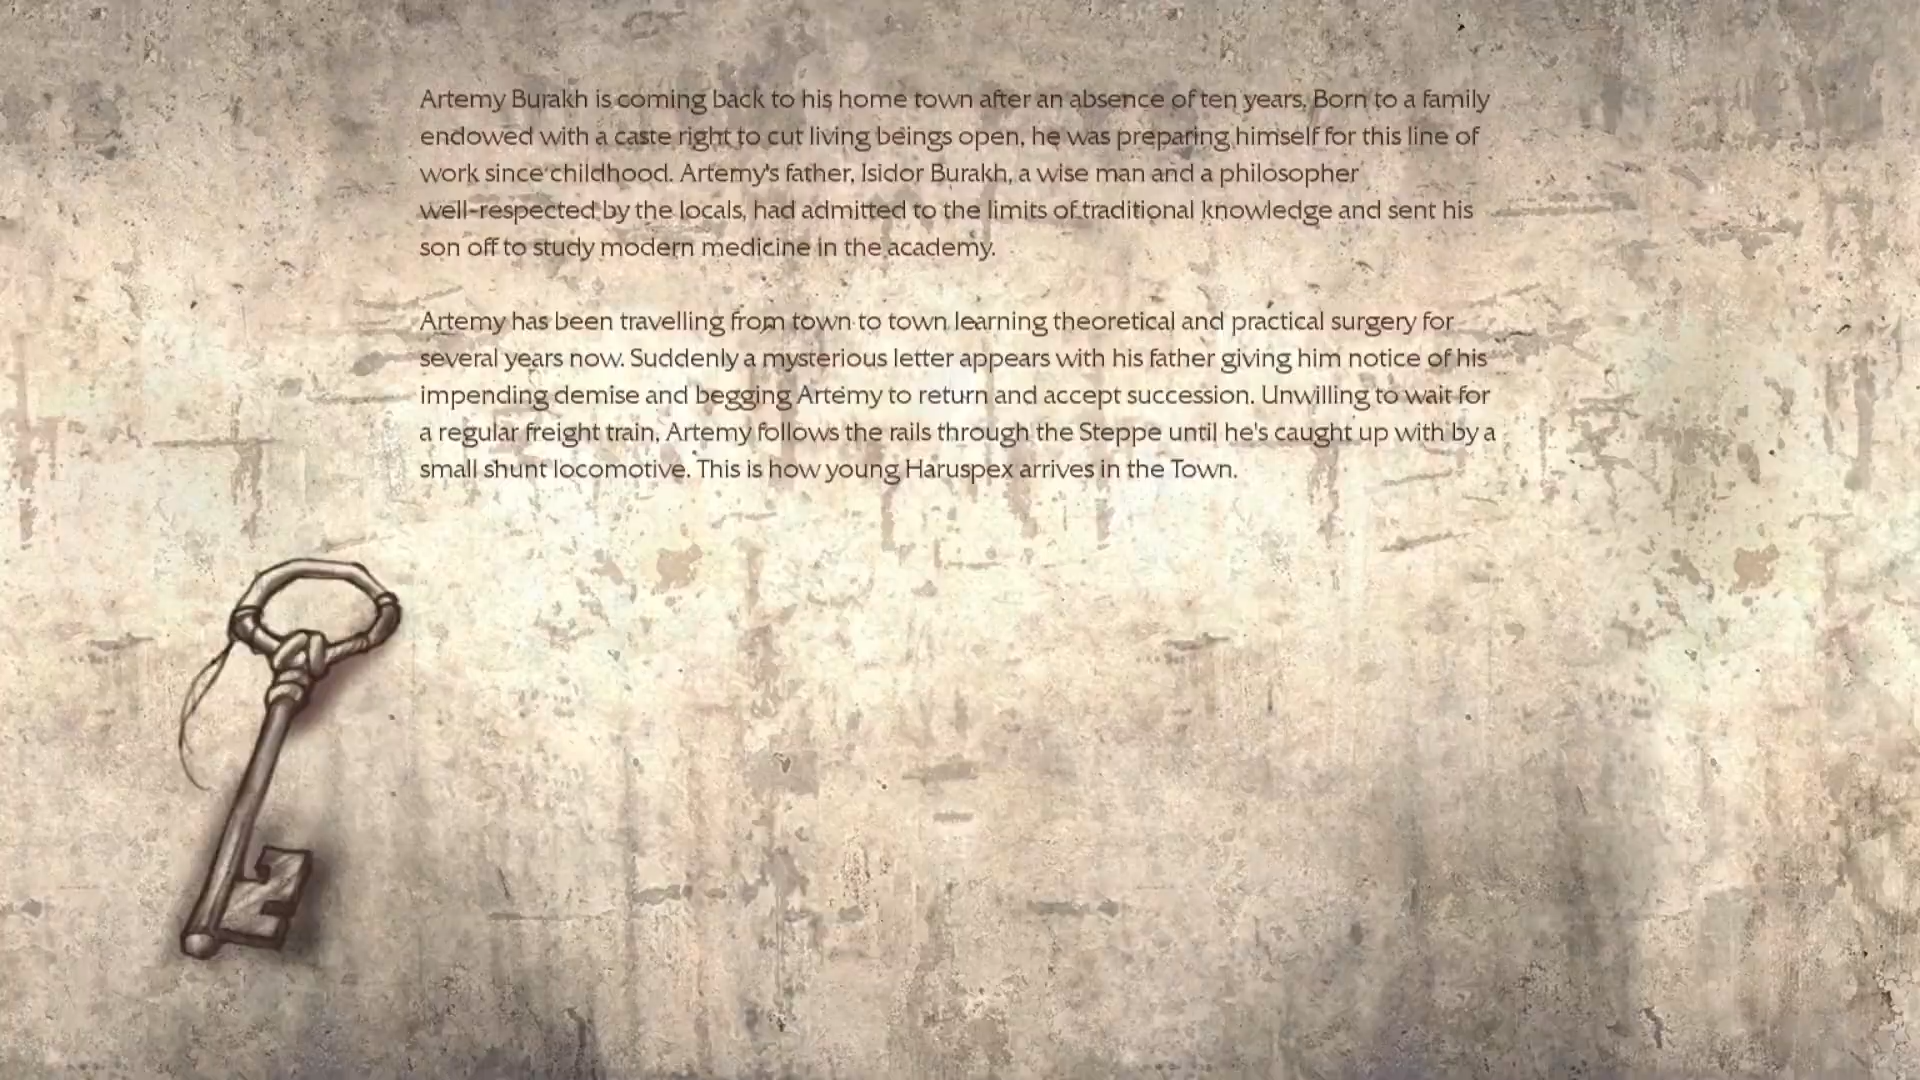 Artemy Burakh is coming back to his home town after an absence of ten years. Born to a family
endowed with a caste right to cut living beings open, he was preparing himself for this line of
work since childhood. Artemy's father, Isidor Burakh, a wise man and a philosopher
well-respected by the locals, had admitted to the limits of traditional knowledge and sent his
son off to study modern medicine in the academy.
Artemy has been travelling from town to town learning theoretical and practical surgery for
several years now. Suddenly a mysterious letter appears with his father giving him notice of his
impending demise and begging Artemy to return and accept succession. Unwilling to wait for
a regular freight train, Artemy follows the rails through the Steppe until he's caught up with by a
small shunt locomotive. This is how young Haruspex arrives in the Town.